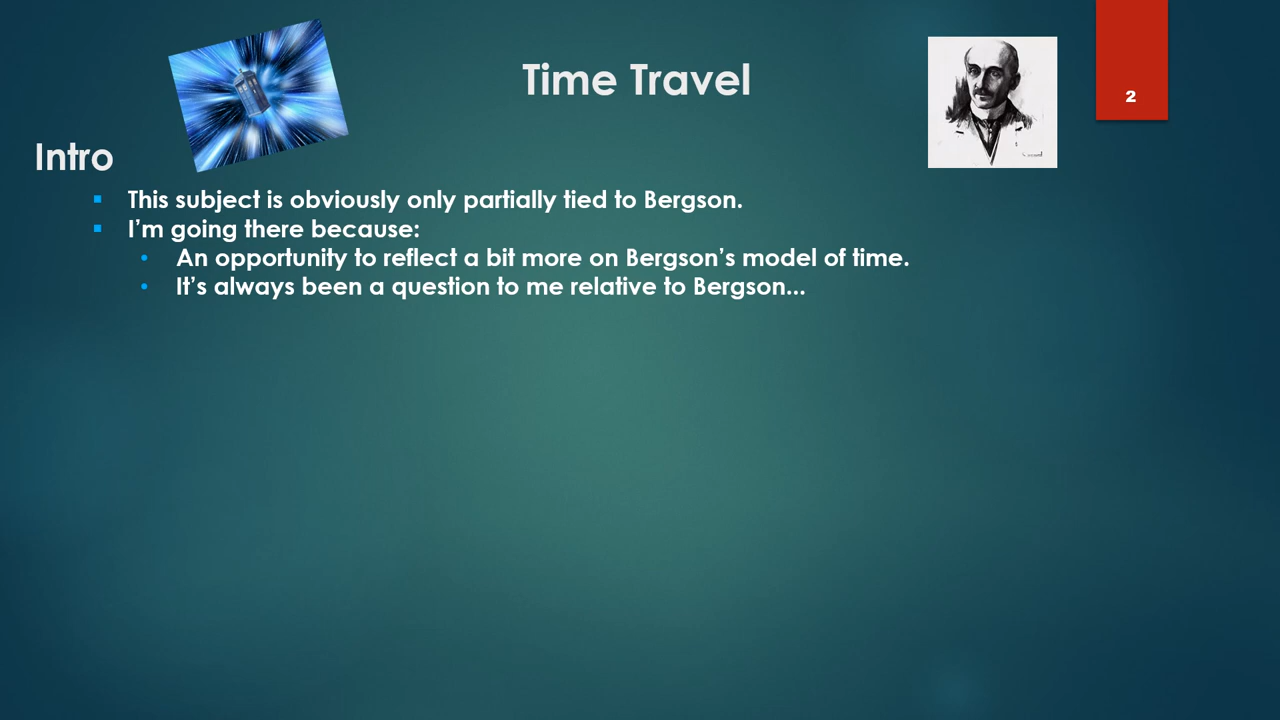 Time Travel
2
Intro
This subject is obviously only partially tied to Bergson.
I’m going there because:
An opportunity to reflect a bit more on Bergson’s model of time.
It’s always been a question to me relative to Bergson...